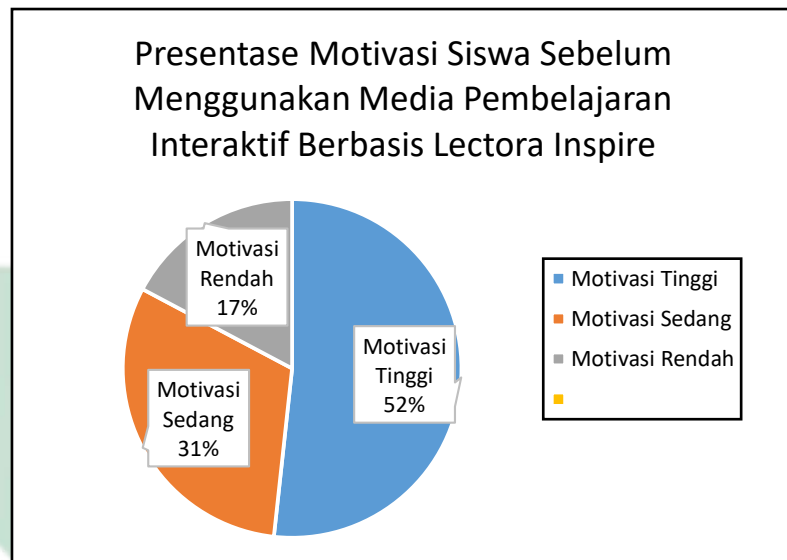 Presentase Motivasi Siswa Sebelum
Menggunakan Media Pembelajaran
Interaktif Berbasis Lectora Inspire
Motivasi
Rendah
17%
Motivasi
Tinggi
52%
Motivasi
Sedang
31%
Motivasi Tinggi
Motivasi Sedang
Motivasi Rendah